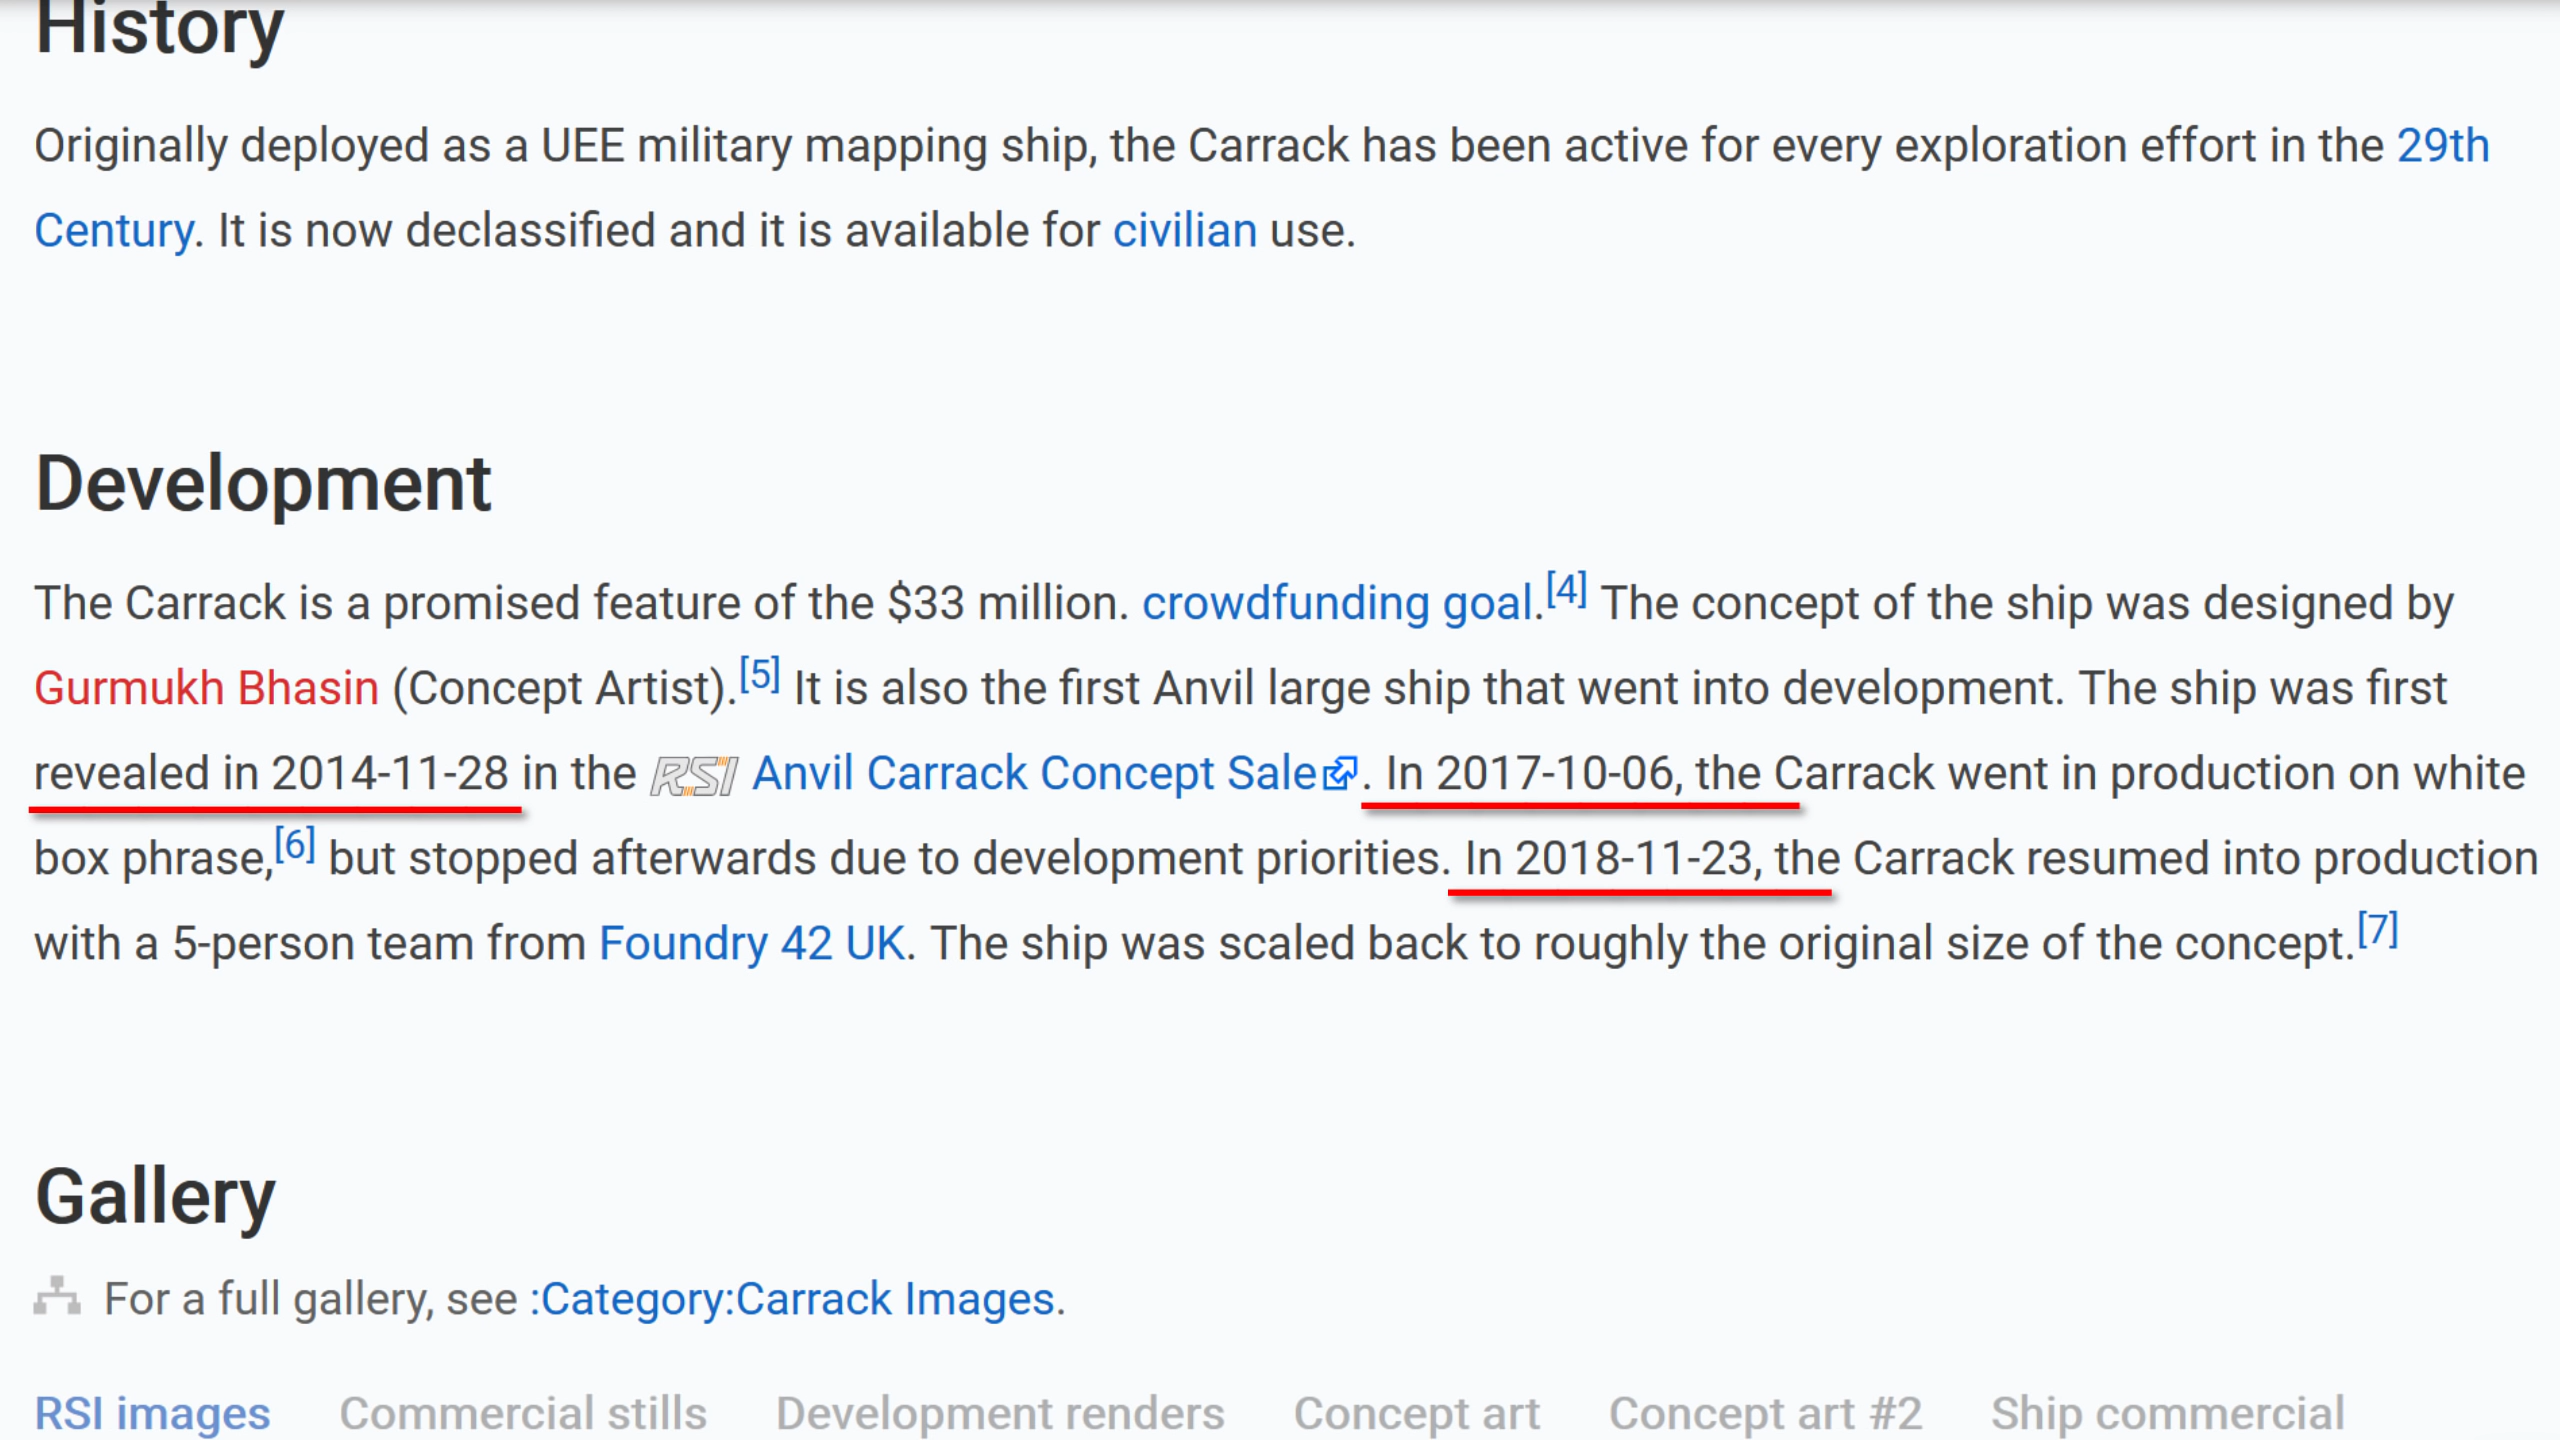 History
Originally deployed as a UEE military mapping ship, the Carrack has been active for every exploration effort in the 29th
Century. It is now declassified and it is available for civilian use.
Development
The Carrack is a promised feature of the $33 million. crowdfunding goal.[4] The concept of the ship was designed by
Gurmukh Bhasin (Concept Artist).[5] It is also the first Anvil large ship that went into development. The ship was first
revealed in 2014-11-28 in the RSI Anvil Carrack Concept Sale. In 2017-10-06, the Carrack went in production on white
box phrase,[6] but stopped afterwards due to development priorities. In 2018-11-23, the Carrack resumed into production
with a 5-person team from Foundry 42 UK. The ship was scaled back to roughly the original size of the concept.[7]
Gallery
For a full gallery, see :Category:Carrack Images.
RSI images Commercial stills Development renders Concept art Concept art #2 Ship commercial